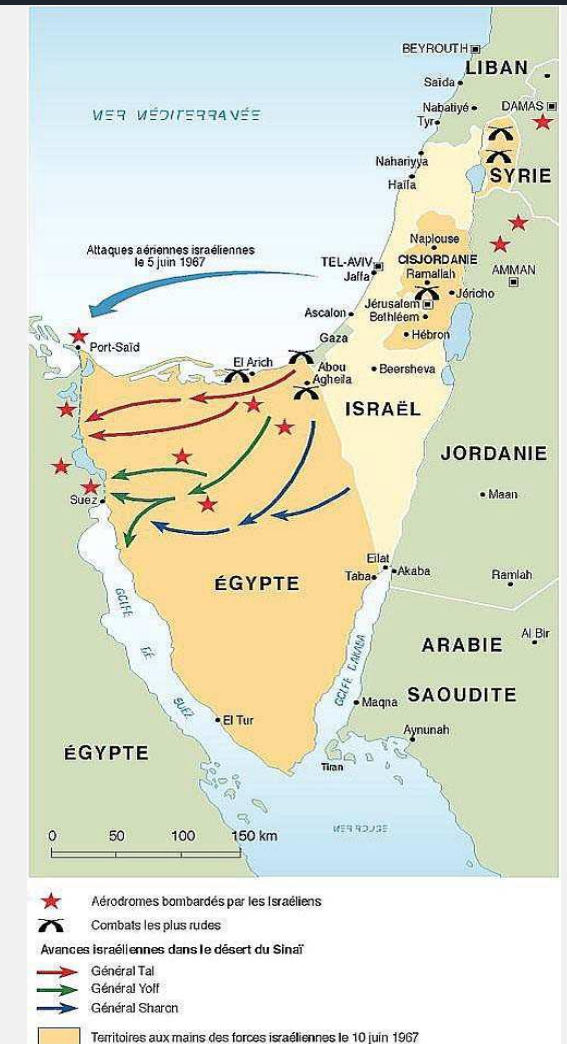 BEYROUTH
LIBAN
Saïda
Nabatiyé
DAMAS
Tyr
MER MÉDITERRANÉE
Nahariyya
SYRIE
Haïfa
Naplouse
Attaques aériennes israéliennes
le 5 juin 1967
CISJORDANIE
TEL-AVIV
Ramallah
AMMAN
Jaffa
Jéricho
Jérusalem
Ascalon
Bethléem
Port-Saïd
Gaza
Hébron
El Arich
Abou
Agheila
Beersheva
ISRAËL
JORDANIE
Suez
Maan
Eilat
Taba
Akaba
Ramlah
ÉGYPTE
GOLFE DE SUEZ
GOLFE D'AKABA
ARABIE
SAOUDITE
Al Bir
Maqna
El Tur
Aynunah
ÉGYPTE
Tiran
MER ROUGE
0 50 100 150 km
Aérodromes bombardés par les Israéliens
Combats les plus rudes
Avances israéliennes dans le désert du Sinaï
Général Tal
Général Yoff
Général Sharon
Territoires aux mains des forces israéliennes le 10 juin 1967